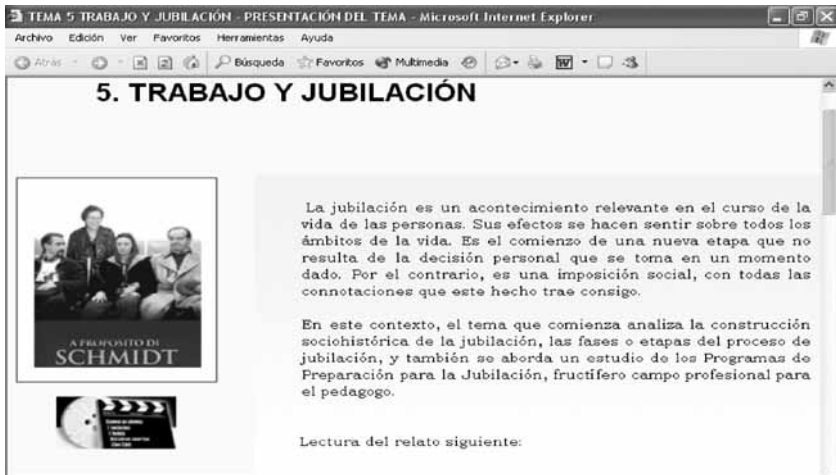 TEMA 5 TRABAJO Y JUBILACIÓN - PRESENTACIÓN DEL TEMA - Microsoft Internet Explorer
Archivo Edición Ver Favoritos Herramientas Ayuda
Atrás Búsqueda Favoritos Multimedia
5. TRABAJO Y JUBILACIÓN
La jubilación es un acontecimiento relevante en el curso de la
vida de las personas. Sus efectos se hacen sentir sobre todos los
ámbitos de la vida. Es el comienzo de una nueva etapa que no
resulta de la decisión personal que se toma en un momento
dado. Por el contrario, es una imposición social, con todas las
connotaciones que este hecho trae consigo.
En este contexto, el tema que comienza analiza la construcción
sociohistórica de la jubilación, las fases o etapas del proceso de
jubilación, y también se aborda un estudio de los Programas de
Preparación para la Jubilación, fructífero campo profesional para
el pedagogo.
A PROPOSITO DI
SCHMIDT
Lectura del relato siguiente: